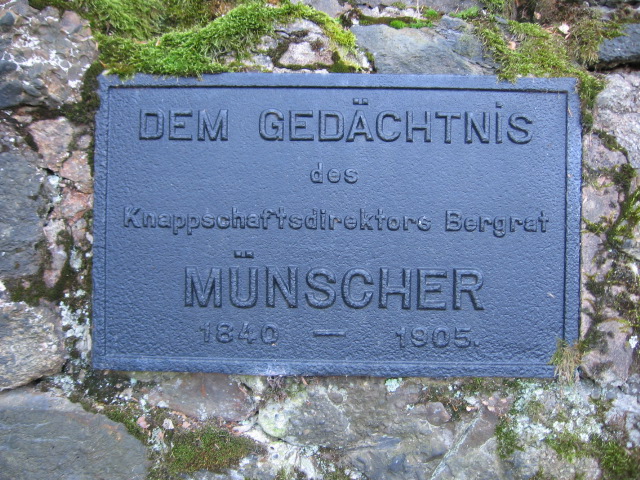 DEM GEDÄCHTNIS
des
Knappschaftsdirektors Bergrat
MÜNSCHER
1840 — 1905.